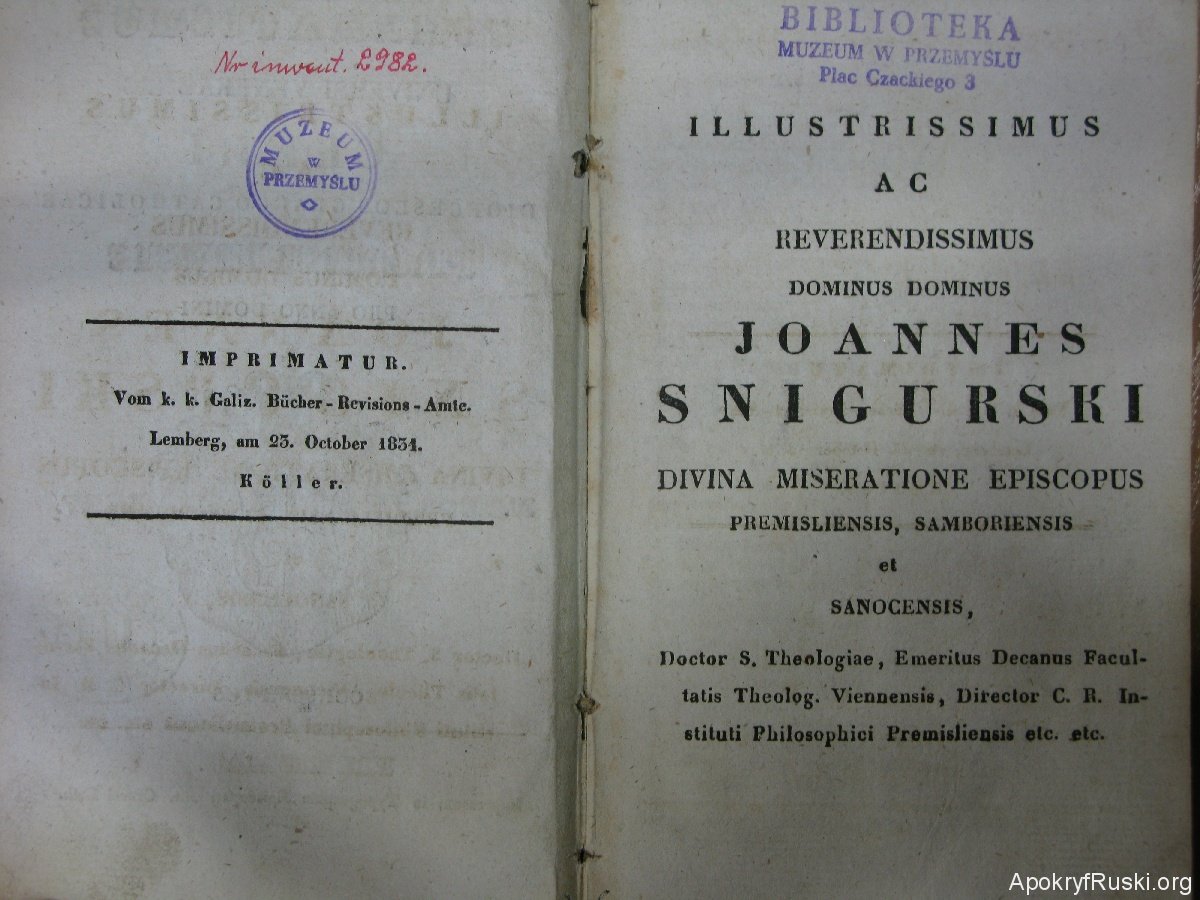 Nr inwent. 2982.
MUZEUM
W
PRZEMYŚLU
IMPRIMATUR.
Vom k. k. Galiz. Bücher-Revisions-Amte.
Lemberg, am 23. October 1834.
Köller.
BIBLIOTEKA
MUZEUM W PRZEMYŚLU
Plac Czackiego 3
ILLUSTRISSIMUS
AC
REVERENDISSIMUS
DOMINUS DOMINUS
JOANNES
SNIGURSKI
DIVINA MISERATIONE EPISCOPUS
PREMISLIENSIS, SAMBORIENSIS
et
SANOCENSIS,
Doctor S. Theologiae, Emeritus Decanus Facul-
tatis Theolog. Viennensis, Director C. R. In-
stituti Philosophici Premisliensis etc. etc.
ApokryfRuski.org